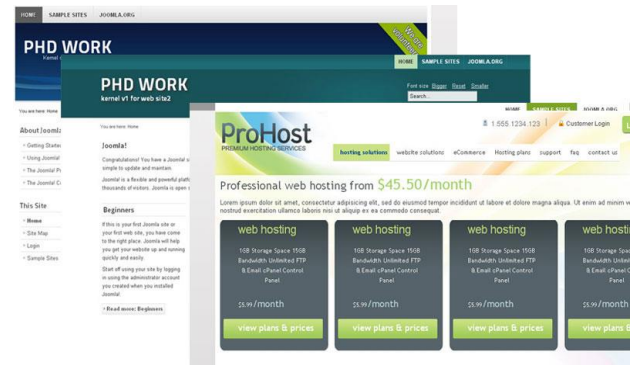 HOME SAMPLE SITES JOOMLA.ORG
PHD WORK
We are
volunteers
You are here: Home
About Joomla
Getting Started
Using Joomla!
The Joomla! P
The Joomla! C
This Site
Home
Site Map
Login
Sample Sites
HOME SAMPLE SITES JOOMLA.ORG
PHD WORK
kernel v1 for web site2
Font size Bigger Reset Smaller
Search...
You are here: Home
Joomla!
Congratulations! You have a Joomla! s
simple to update and maintain.
Joomla! is a flexible and powerful platf
thousands of visitors. Joomla is open s
Beginners
If this is your first Joomla site or
your first web site, you have come
to the right place. Joomla will help
you get your website up and running
quickly and easily.
Start off using your site by logging
in using the administrator account
you created when you installed
Joomla!
Read more: Beginners
HOME SAMPLE SITES JOOMLA.ORG
1.555.1234.123 Customer Login
ProHost
PREMIUM HOSTING SERVICES
hosting solutions website solutions eCommerce Hosting plans support faq contact us
Professional web hosting from $45.50/month
Lorem ipsum dolor sit amet, consectetur adipisicing elit, sed do eiusmod tempor incididunt ut labore et dolore magna aliqua. Ut enim ad minim ve
nostrud exercitation ullamco laboris nisi ut aliquip ex ea commodo consequat.
web hosting web hosting web hosting web hosti
1GB Storage Space 15GB 1GB Storage Space 15GB 1GB Storage Space 15GB 1GB Storage Spa
Bandwidth Unlimited FTP Bandwidth Unlimited FTP Bandwidth Unlimited FTP Bandwidth Unlim
& Email cPanel Control & Email cPanel Control & Email cPanel Control & Email cPanel
Panel Panel Panel Panel
$5.99/month $5.99/month $5.99/month $5.99/month
view plans & prices view plans & prices view plans & prices view plans &